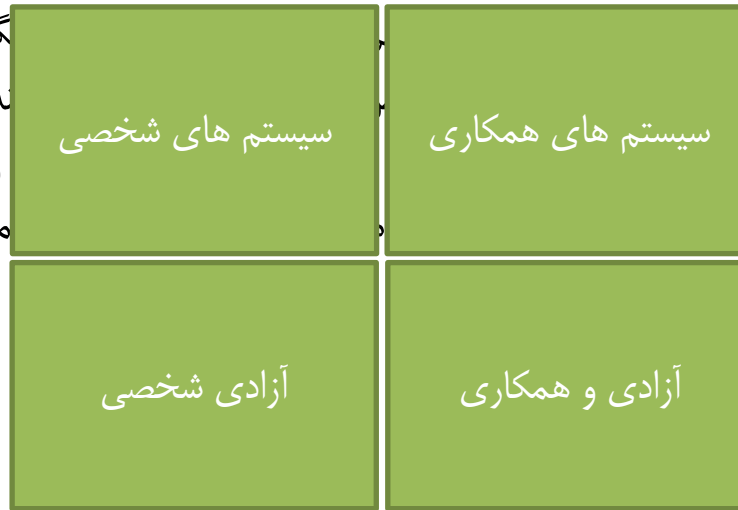 سیستم های همکاری
سیستم های شخصی
آزادی و همکاری
آزادی شخصی